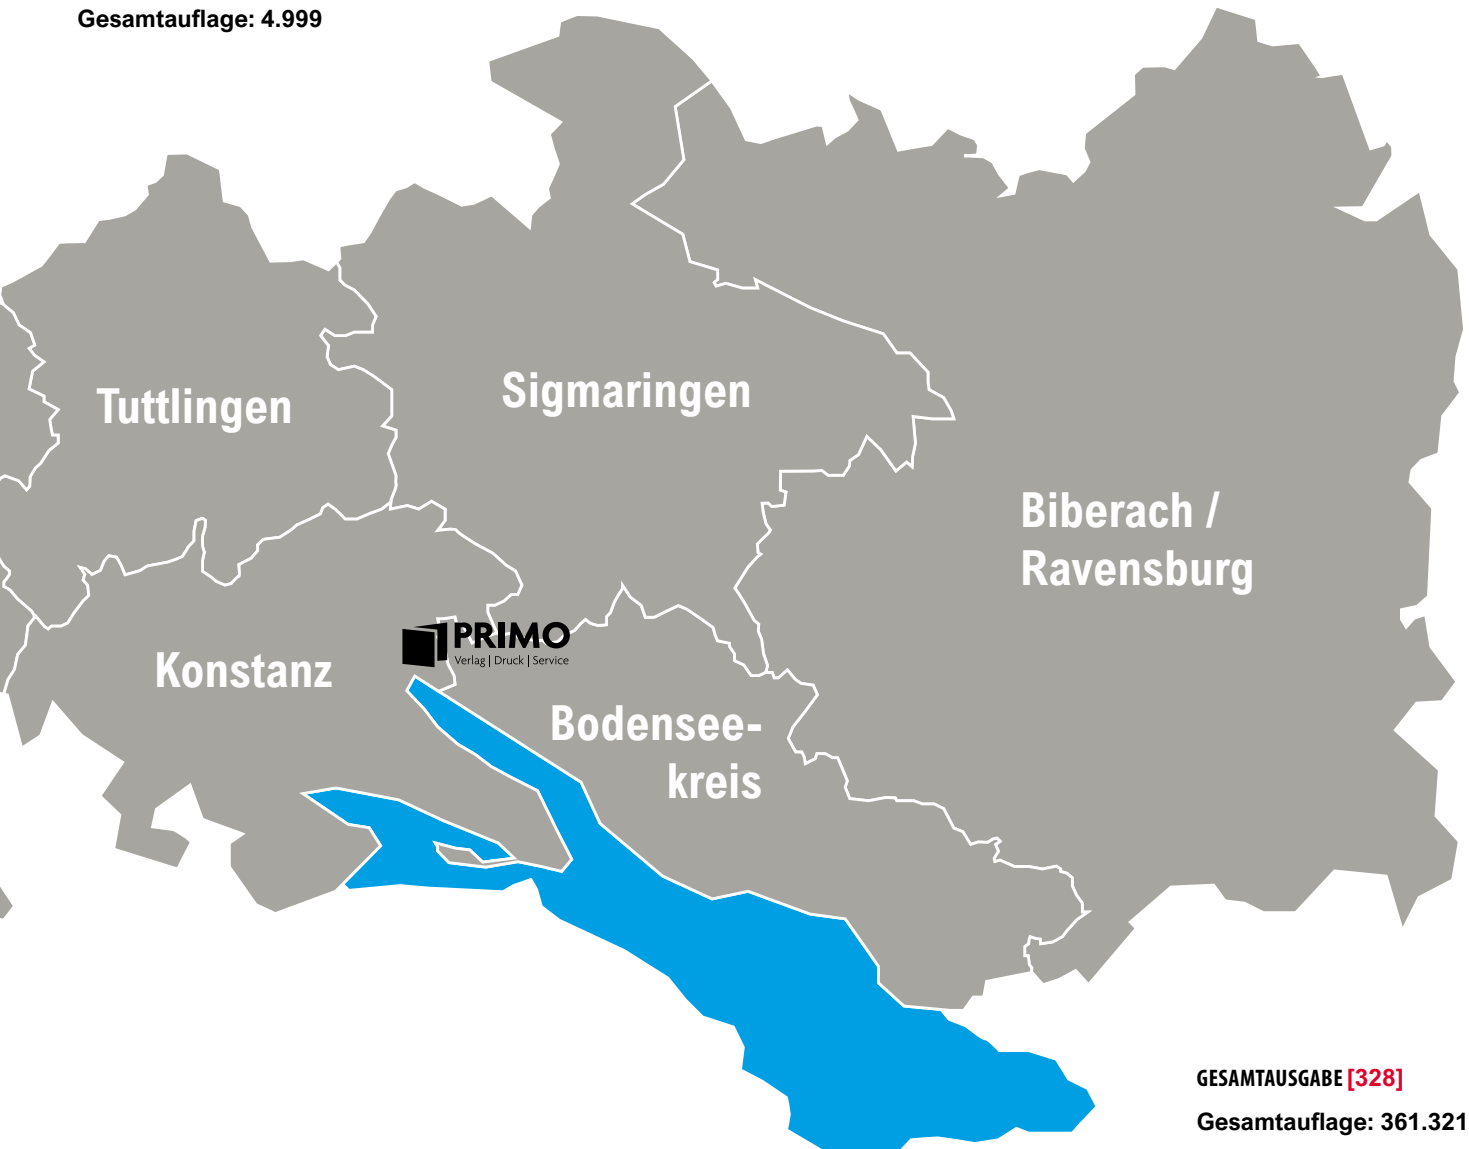 Gesamtauflage: 4.999
Sigmaringen
Tuttlingen
Biberach /
Ravensburg
PRIMO
Verlag | Druck | Service
Konstanz
Bodensee-
kreis
GESAMTAUSGABE [328]
Gesamtauflage: 361.321